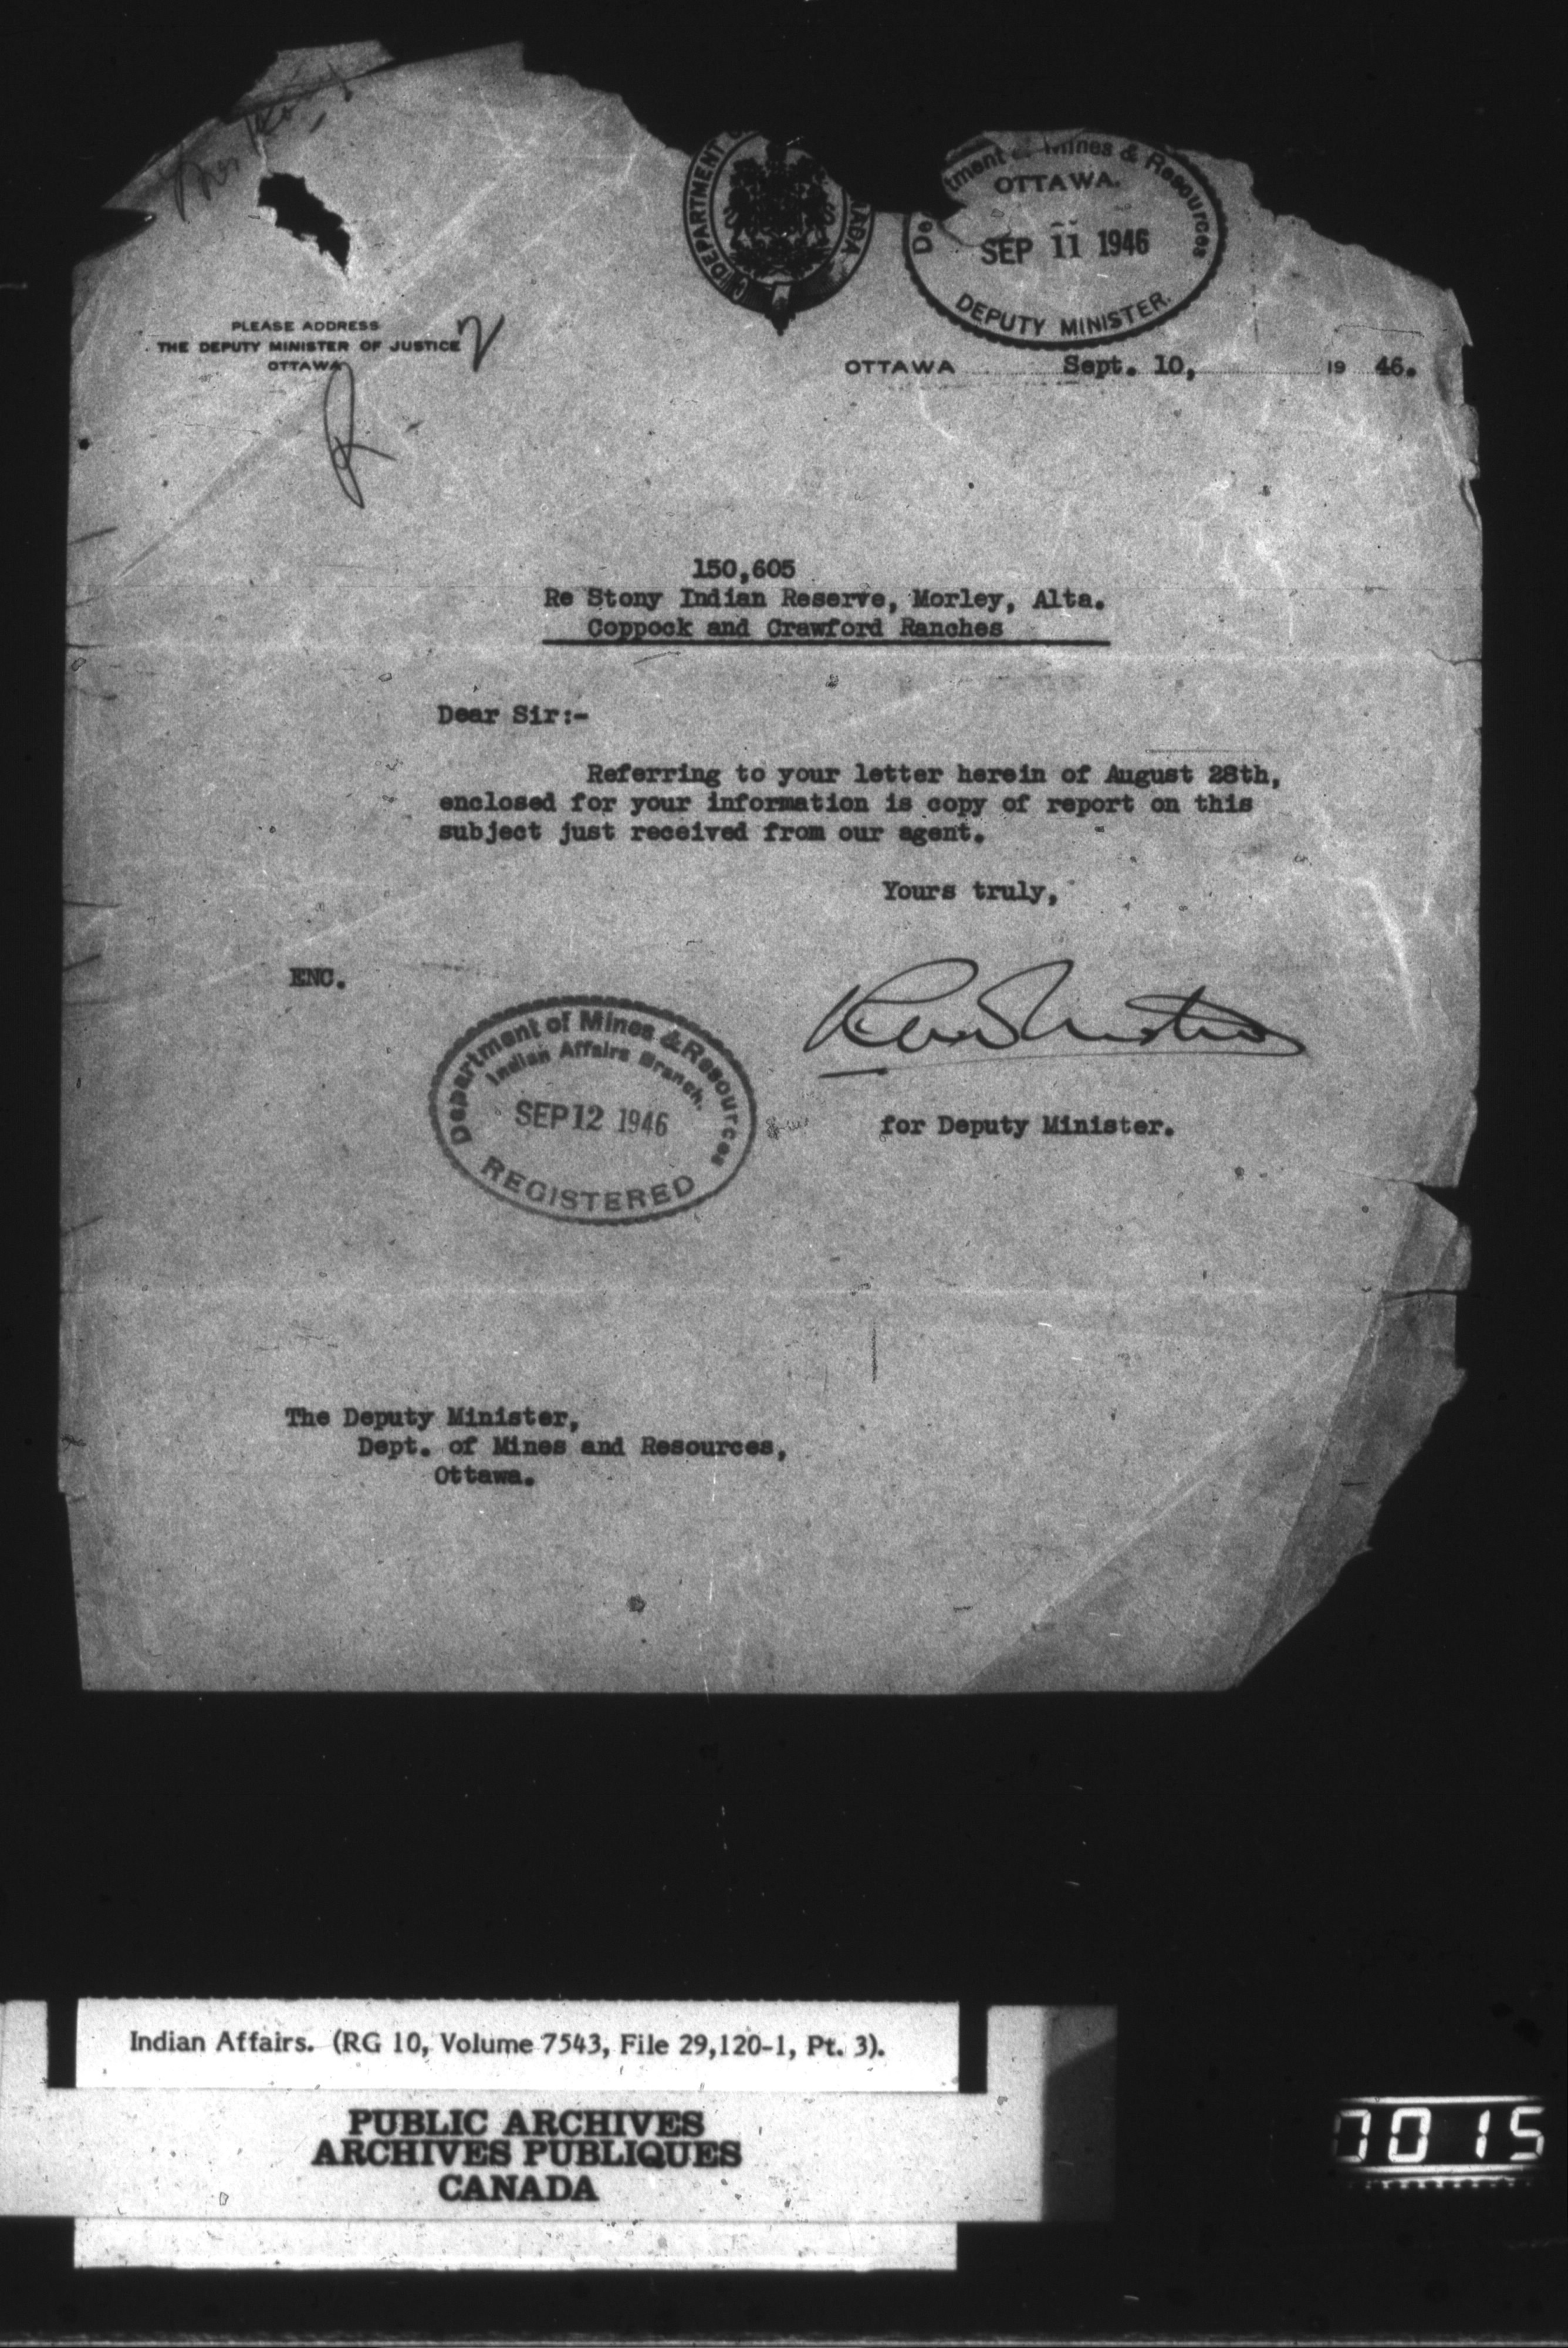 DEPARTMENT
Mines & Resources
OTTAWA.
SEP 11 1946
DEPUTY MINISTER.
PLEASE ADDRESS
THE DEPUTY MINISTER OF JUSTICE
OTTAWA
OTTAWA Sept. 10, 19 46.
150,605
Re Stony Indian Reserve, Morley, Alta.
Coppock and Crawford Ranches
Dear Sir:-
Referring to your letter herein of August 28th,
enclosed for your information is copy of report on this
subject just received from our agent.
Yours truly,
ENC.
Department of Mines & Resources
Indian Affairs Branch.
SEP 12 1946
REGISTERED
for Deputy Minister.
The Deputy Minister,
Dept. of Mines and Resources,
Ottawa.
Indian Affairs. (RG 10, Volume 7543, File 29,120-1, Pt. 3).
PUBLIC ARCHIVES
ARCHIVES PUBLIQUES
CANADA
0015